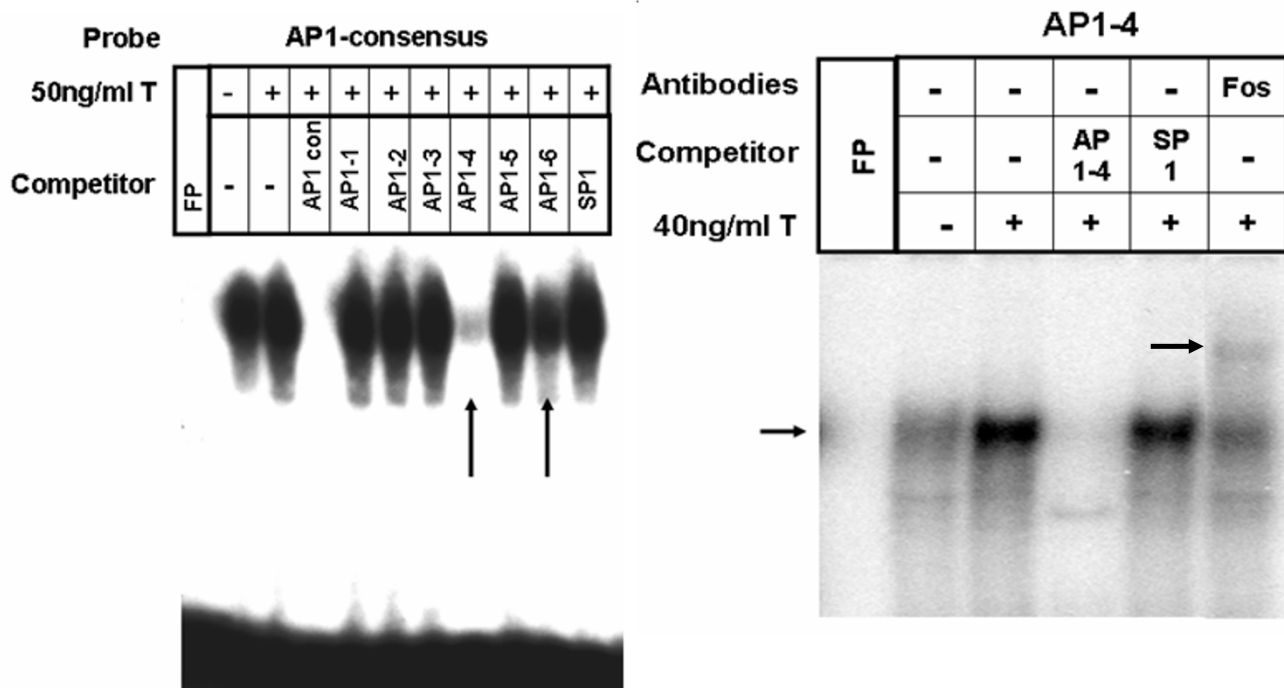 Probe AP1-consensus
50ng/ml T - + + + + + + + + +
Competitor FP - - AP1 con AP1-1 AP1-2 AP1-3 AP1-4 AP1-5 AP1-6 SP1
AP1-4
Antibodies - - - - Fos
Competitor FP - - AP 1-4 SP 1 -
40ng/ml T - + + + +